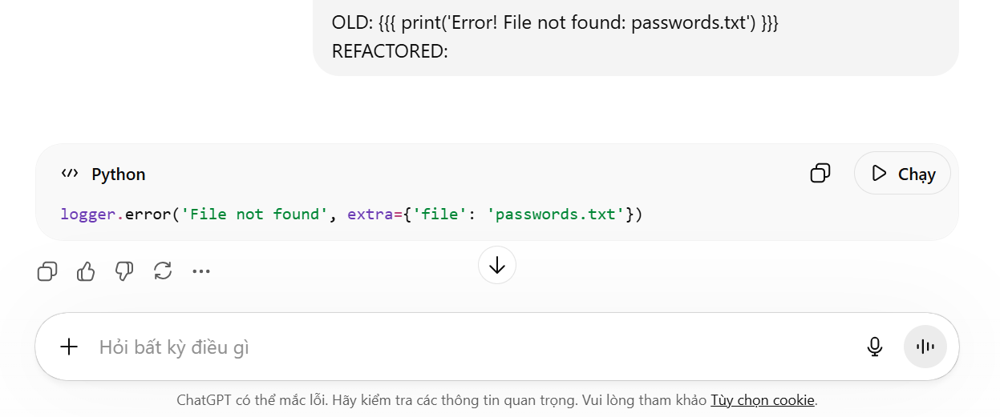 OLD: {{{ print('Error! File not found: passwords.txt') }}}
REFACTORED:
Python
Chạy
logger.error('File not found', extra={'file': 'passwords.txt'})
Hỏi bất kỳ điều gì
ChatGPT có thể mắc lỗi. Hãy kiểm tra các thông tin quan trọng. Vui lòng tham khảo Tùy chọn cookie.